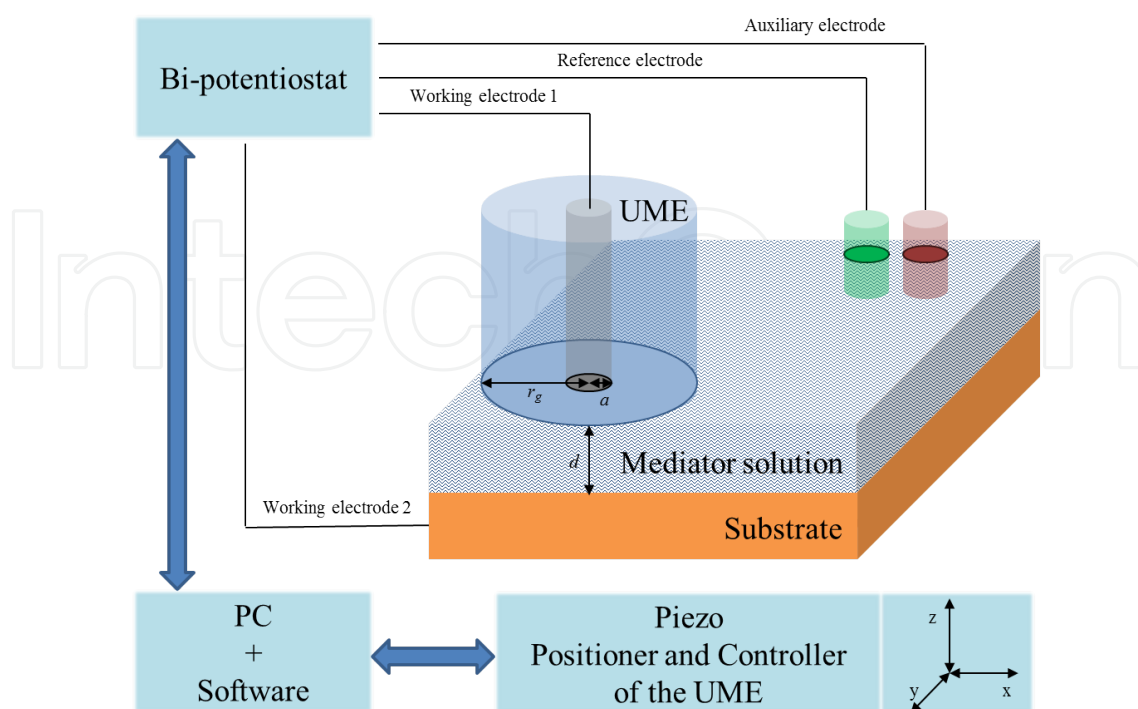 Auxiliary electrode
Bi-potentiostat
Reference electrode
Working electrode 1
UME
r_g
a
d
Mediator solution
Working electrode 2
Substrate
PC
+
Software
Piezo
Positioner and Controller
of the UME
z
y
x